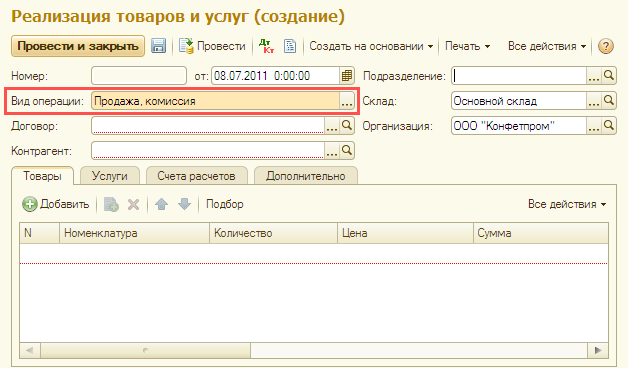 Реализация товаров и услуг (создание)
Провести и закрыть Провести Дт Кт Создать на основании Печать Все действия ?
Номер: от: 08.07.2011 0:00:00 Подразделение: ...
Вид операции: Продажа, комиссия ... Склад: Основной склад ...
Договор: ... Организация: ООО "Конфетпром" ...
Контрагент: ...
Товары Услуги Счета расчетов Дополнительно
Добавить Подбор Все действия
N Номенклатура Количество Цена Сумма